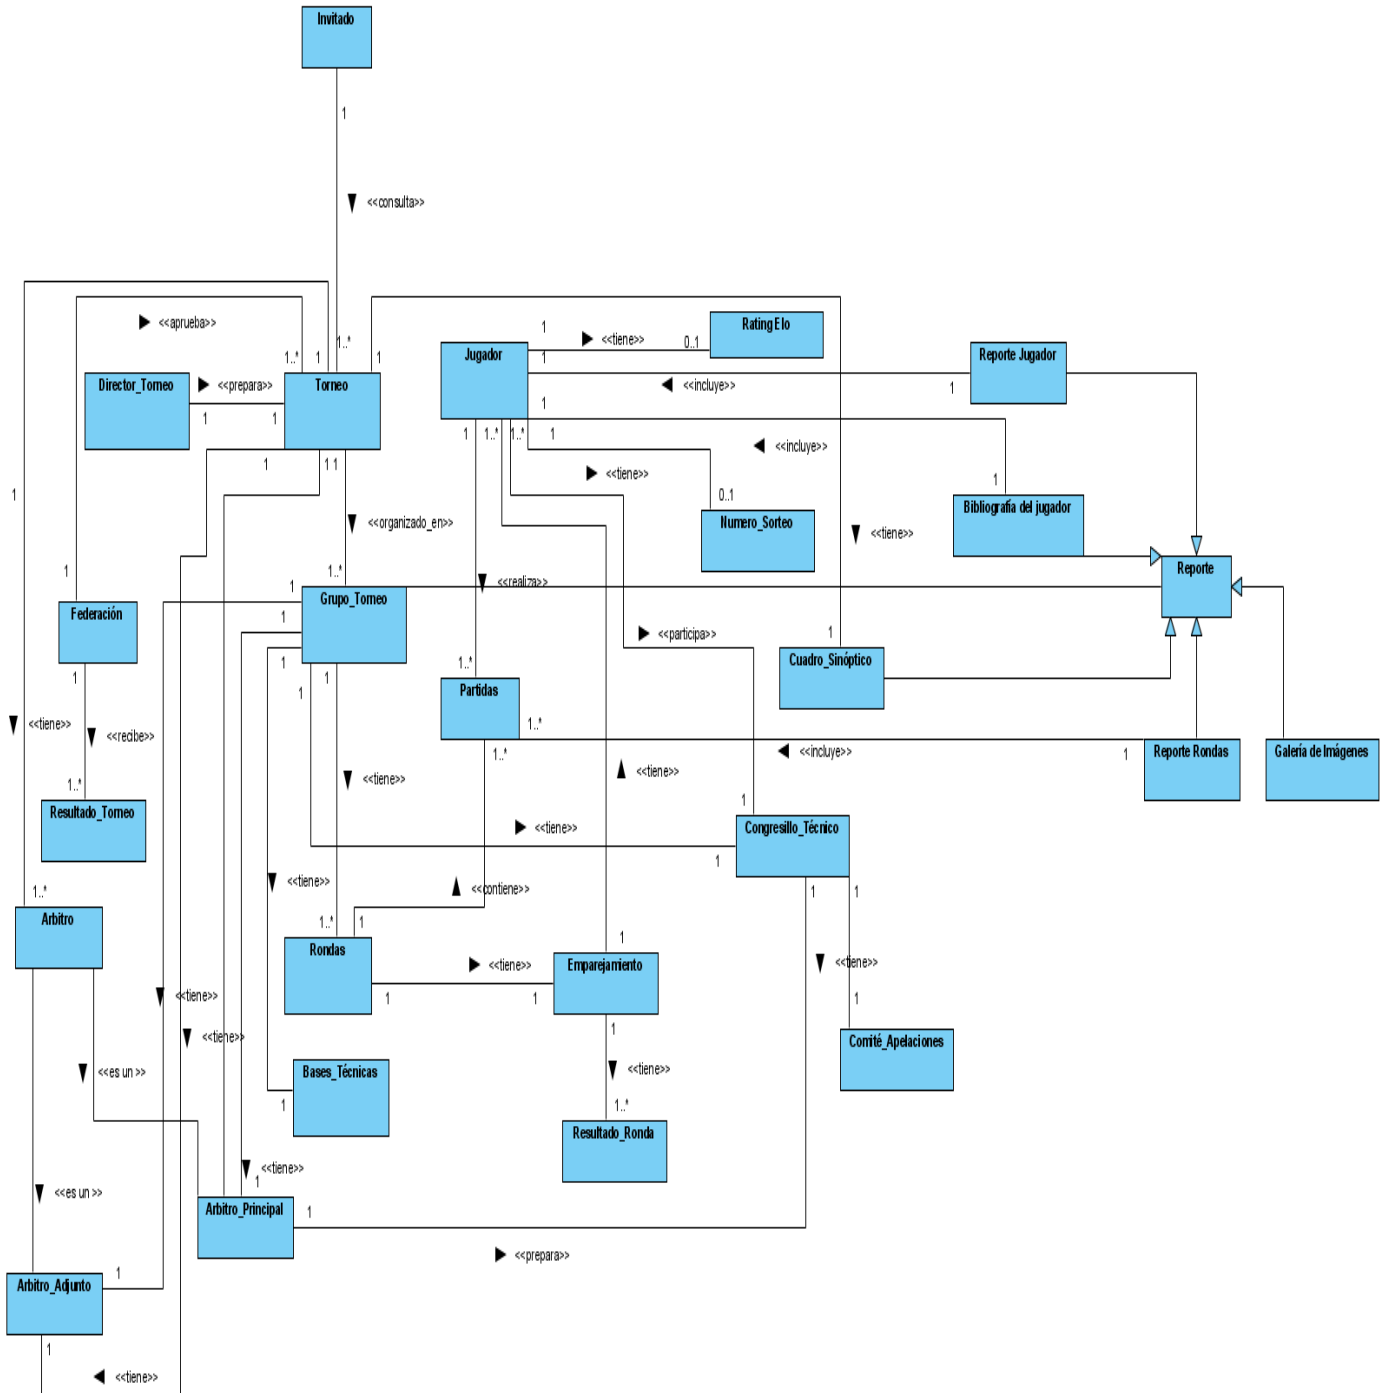 Invitado
1
<<consulta>>
<<aprueba>>
1..*
1
1..*
1
Director_Torneo
<<prepara>>
Torneo
1
1
Jugador
1
<<tiene>>
0..1
RatingElo
1
<<incluye>>
1
Reporte Jugador
1
1
1..*
1..*
1
<<incluye>>
<<tiene>>
0..1
1
1
1
1
1
<<organizado_en>>
Numero_Sorteo
<<tiene>>
Bibliografía del jugador
Reporte
1
Federación
1
1..*
1
Grupo_Torneo
<<realiza>>
1
1
1
1
<<participa>>
1
Cuadro_Sinóptico
1..*
Partidas
1..*
1..*
<<tiene>>
<<recibe>>
1..*
Resultado_Torneo
<<tiene>>
<<tiene>>
<<incluye>>
1
Reporte Rondas
Galería de Imágenes
1
Congresillo_Técnico
<<tiene>>
1
1..*
Arbitro
<<tiene>>
<<contiene>>
1
1
1..*
1
Rondas
<<tiene>>
1
1
1
Emparejamiento
<<tiene>>
1
Comité_Apelaciones
<<tiene>>
<<tiene>>
1
<<es un >>
Bases_Técnicas
1
<<tiene>>
1..*
Resultado_Ronda
<<tiene>>
1
<<es un >>
Arbitro_Principal
1
<<prepara>>
Arbitro_Adjunto
1
1
<<tiene>>